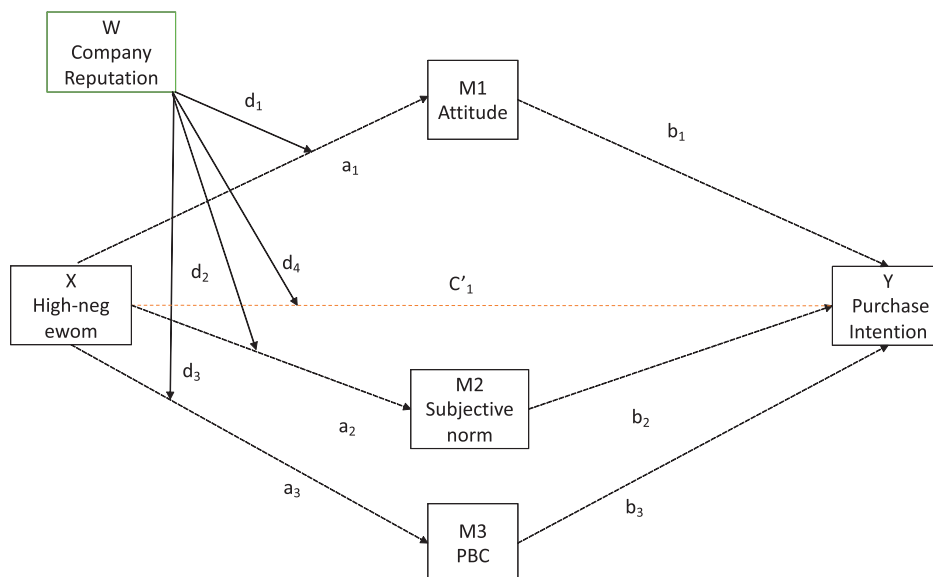 W
Company
Reputation
d₁
M1
Attitude
b₁
a₁
X
High-neg
ewom
d₂
d₄
C’₁
Y
Purchase
Intention
d₃
M2
Subjective
norm
a₂
b₂
a₃
b₃
M3
PBC